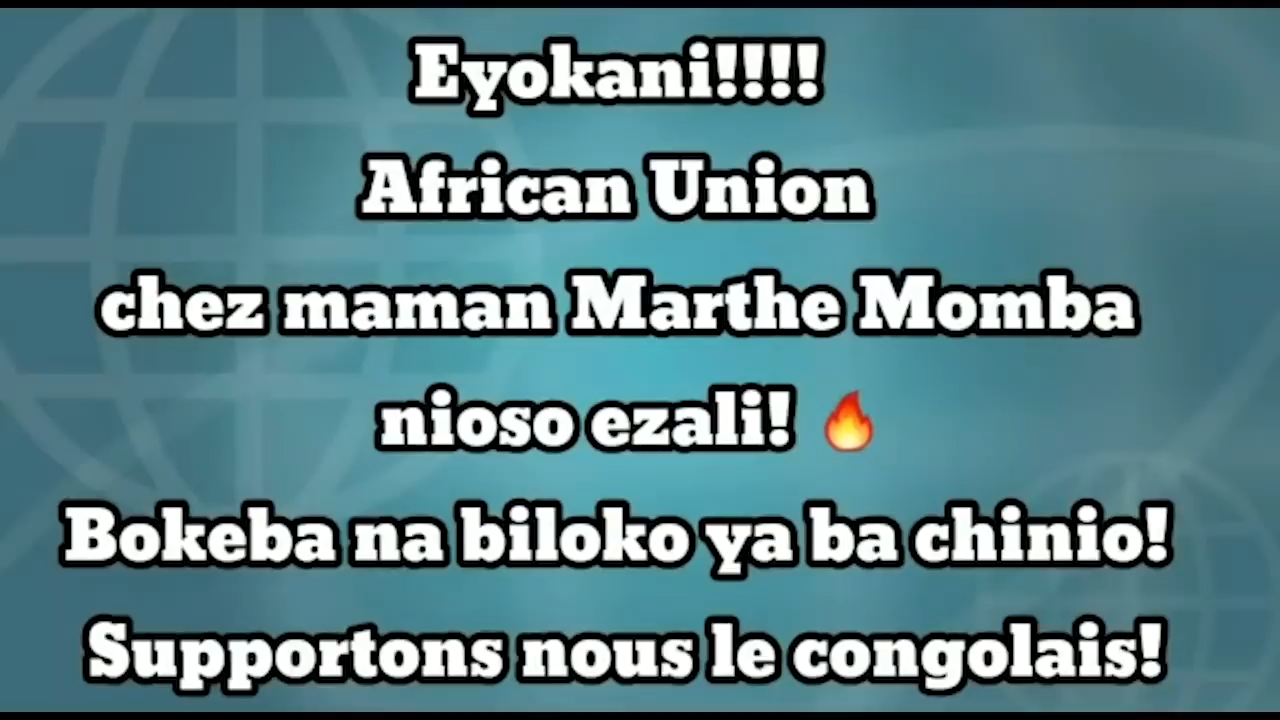 Eyokani!!!!
African Union
chez maman Marthe Momba
nioso ezali! 🔥
Bokeba na biloko ya ba chinio!
Supportons nous le congolais!